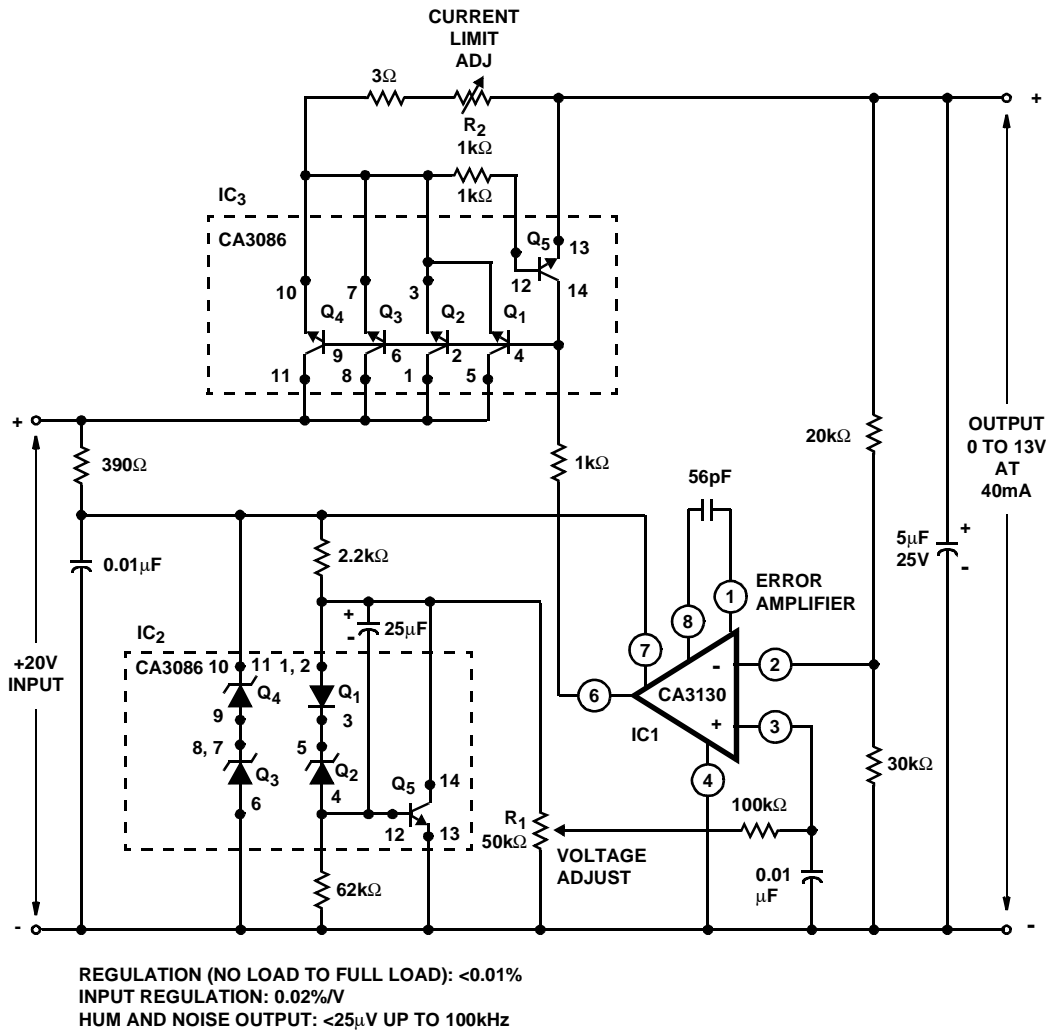 CURRENT
LIMIT
ADJ
3Ω
R2
1kΩ
+
1kΩ
IC3
CA3086
Q5
13
12
14
10
7
3
Q4
Q3
Q2
Q1
9
6
2
4
11
8
1
5
+
390Ω
1kΩ
20kΩ
OUTPUT
0 TO 13V
AT
40mA
56pF
0.01μF
2.2kΩ
5μF
25V
+
-
ERROR
AMPLIFIER
1
8
7
+
-
25μF
IC2
CA3086
+20V
INPUT
10
11
1, 2
Q4
Q1
9
3
8, 7
5
Q3
Q2
6
4
Q5
14
12
13
6
CA3130
-
+
2
3
IC1
4
30kΩ
R1
50kΩ
100kΩ
VOLTAGE
ADJUST
0.01
μF
62kΩ
-
-
REGULATION (NO LOAD TO FULL LOAD): <0.01%
INPUT REGULATION: 0.02%/V
HUM AND NOISE OUTPUT: <25μV UP TO 100kHz